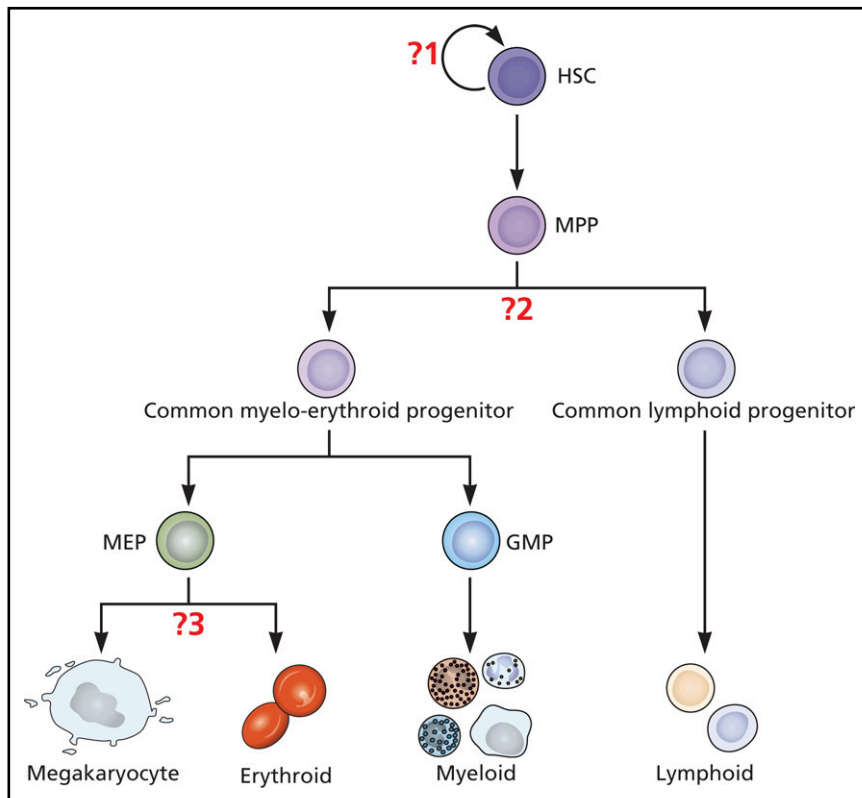 ?1
HSC
MPP
?2
Common myelo-erythroid progenitor
Common lymphoid progenitor
MEP
GMP
?3
Megakaryocyte
Erythroid
Myeloid
Lymphoid